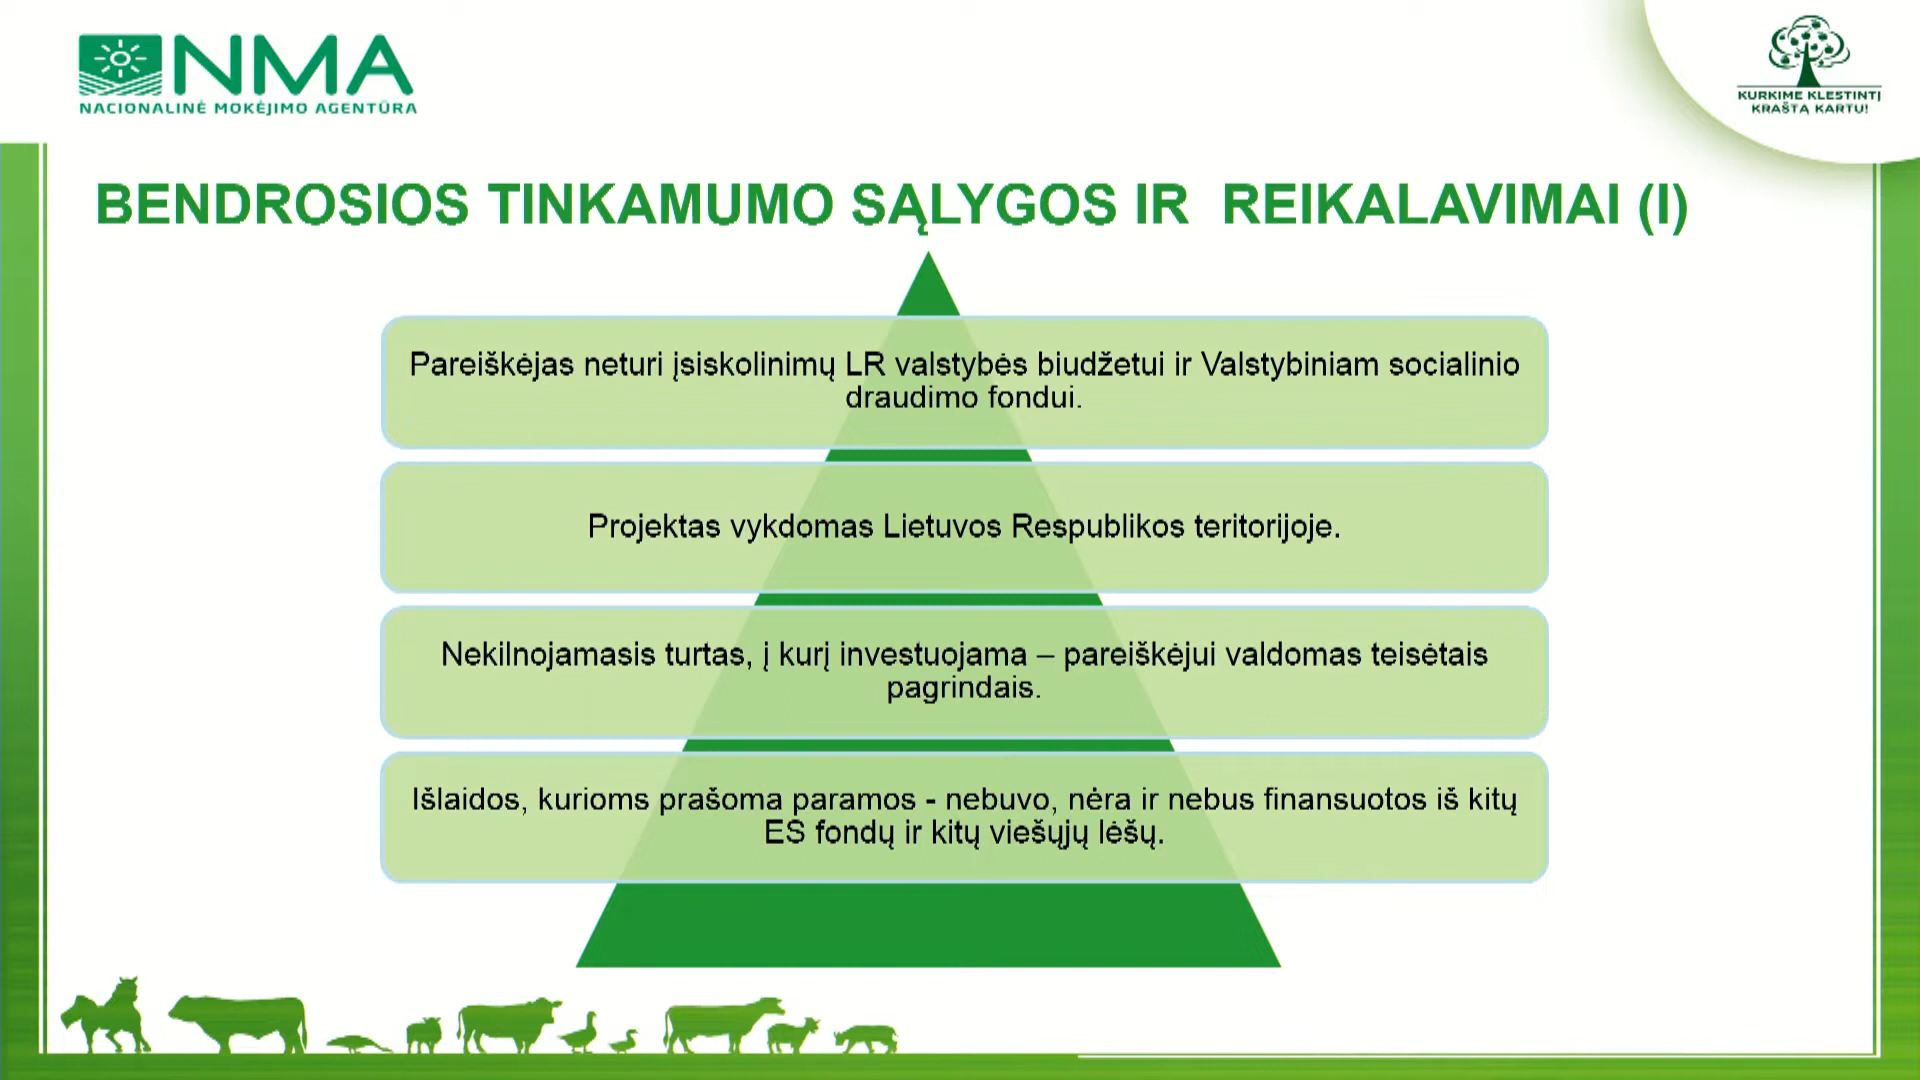 NMA
NACIONALINĖ MOKĖJIMO AGENTŪRA
KURKIME KLESTINTĮ
KRAŠTĄ KARTU!
BENDROSIOS TINKAMUMO SĄLYGOS IR REIKALAVIMAI (I)
Pareiškėjas neturi įsiskolinimų LR valstybės biudžetui ir Valstybiniam socialinio
draudimo fondui.
Projektas vykdomas Lietuvos Respublikos teritorijoje.
Nekilnojamasis turtas, į kurį investuojama – pareiškėjui valdomas teisėtais
pagrindais.
Išlaidos, kurioms prašoma paramos - nebuvo, nėra ir nebus finansuotos iš kitų
ES fondų ir kitų viešųjų lėšų.